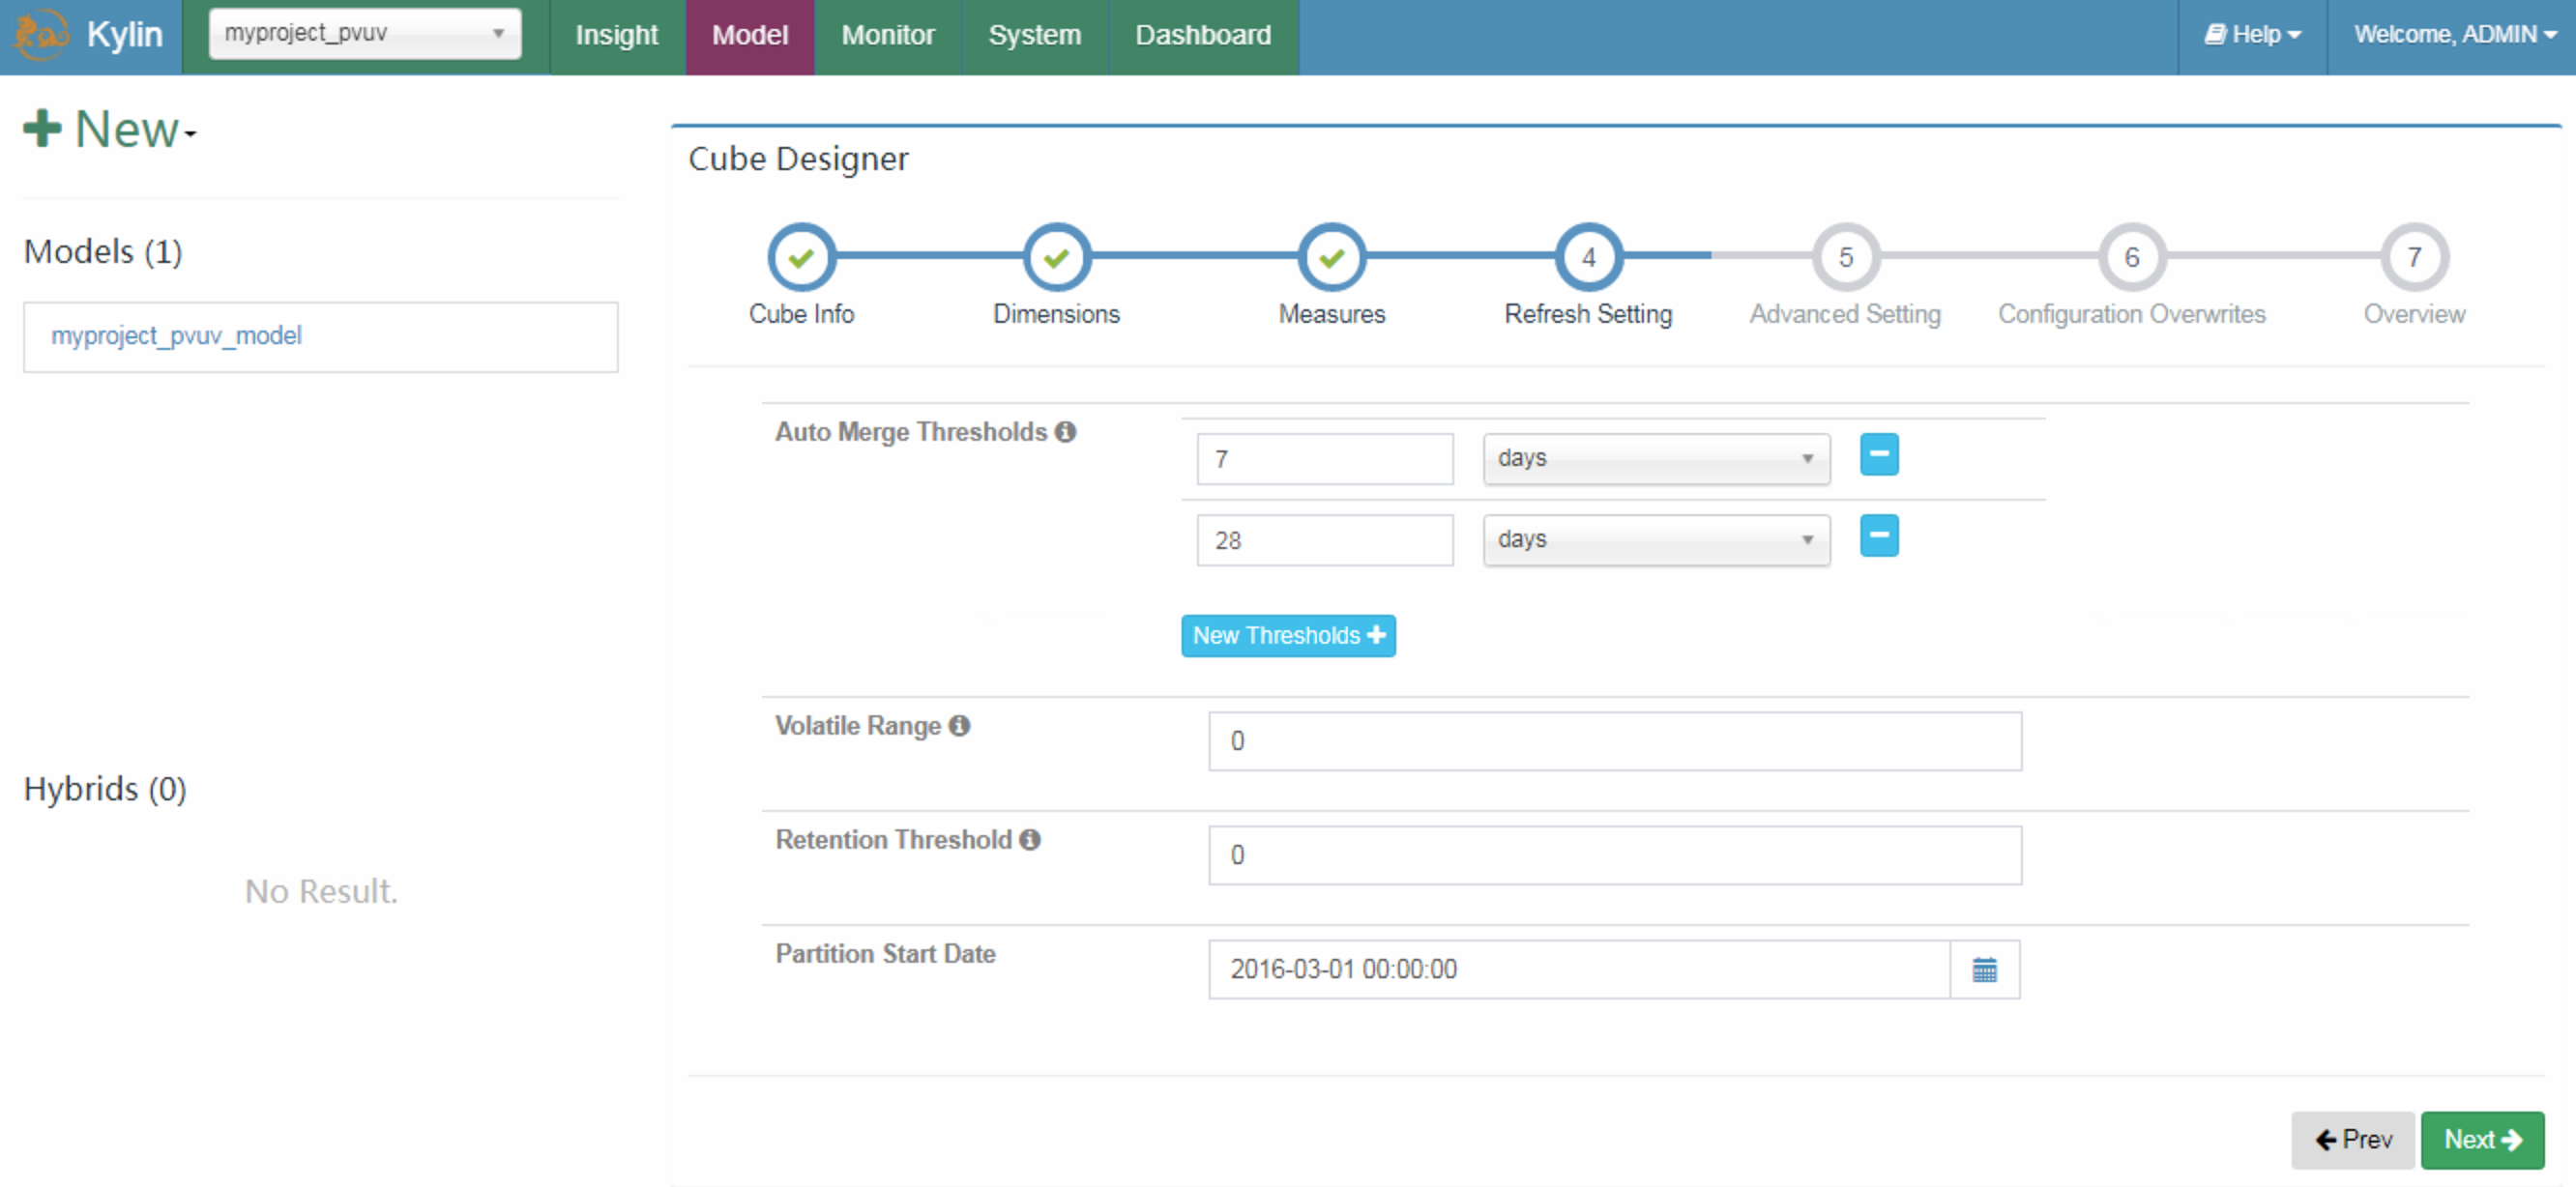 Kylin myproject_pvuv Insight Model Monitor System Dashboard Help Welcome, ADMIN
New
Models (1)
myproject_pvuv_model
Hybrids (0)
No Result.
Cube Designer
4 5 6 7
Cube Info Dimensions Measures Refresh Setting Advanced Setting Configuration Overwrites Overview
Auto Merge Thresholds
7 days
28 days
New Thresholds
Volatile Range 0
Retention Threshold 0
Partition Start Date 2016-03-01 00:00:00
Prev Next